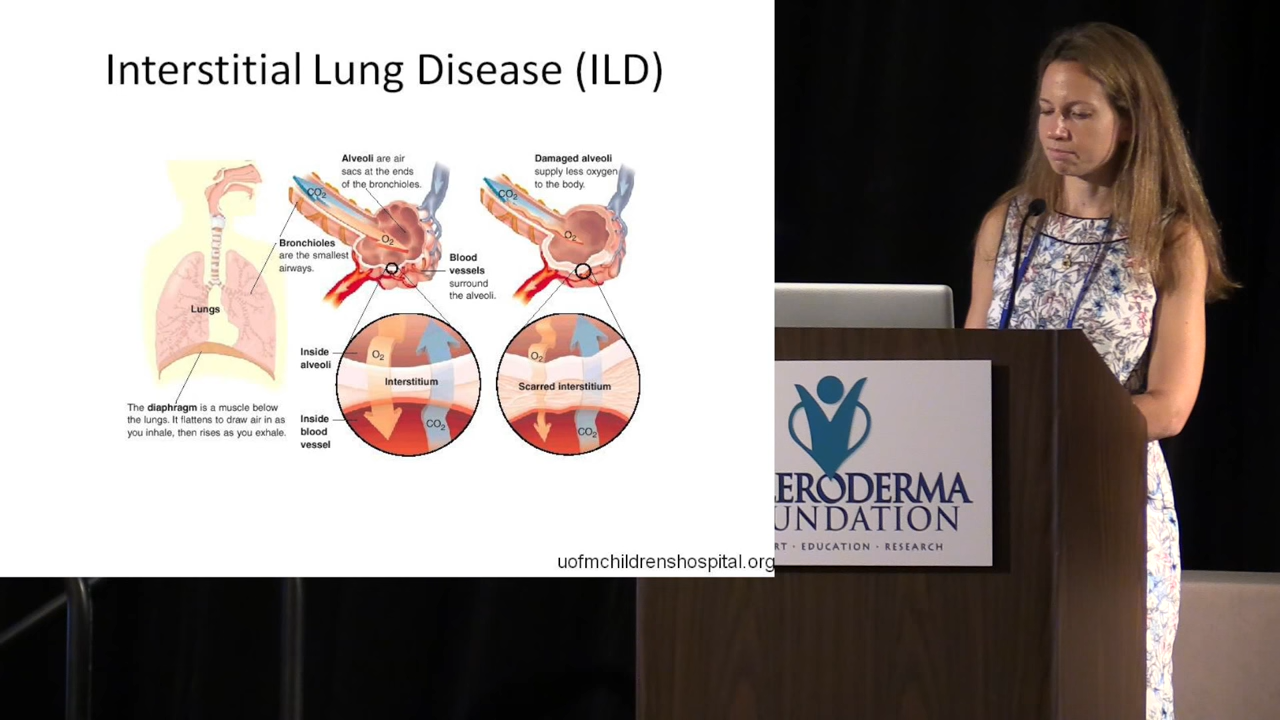 Interstitial Lung Disease (ILD)
Alveoli are air
sacs at the ends
of the bronchioles.
Damaged alveoli
supply less oxygen
to the body.
CO2
O2
CO2
O2
Bronchioles
are the smallest
airways.
Blood
vessels
surround
the alveoli.
Lungs
Inside
alveoli
O2
Interstitium
CO2
O2
Scarred interstitium
CO2
The diaphragm is a muscle below
the lungs. It flattens to draw air in as
you inhale, then rises as you exhale.
Inside
blood
vessel
uofmchildrenshospital.org
ERODERMA
UNDATION
RT · EDUCATION · RESEARCH